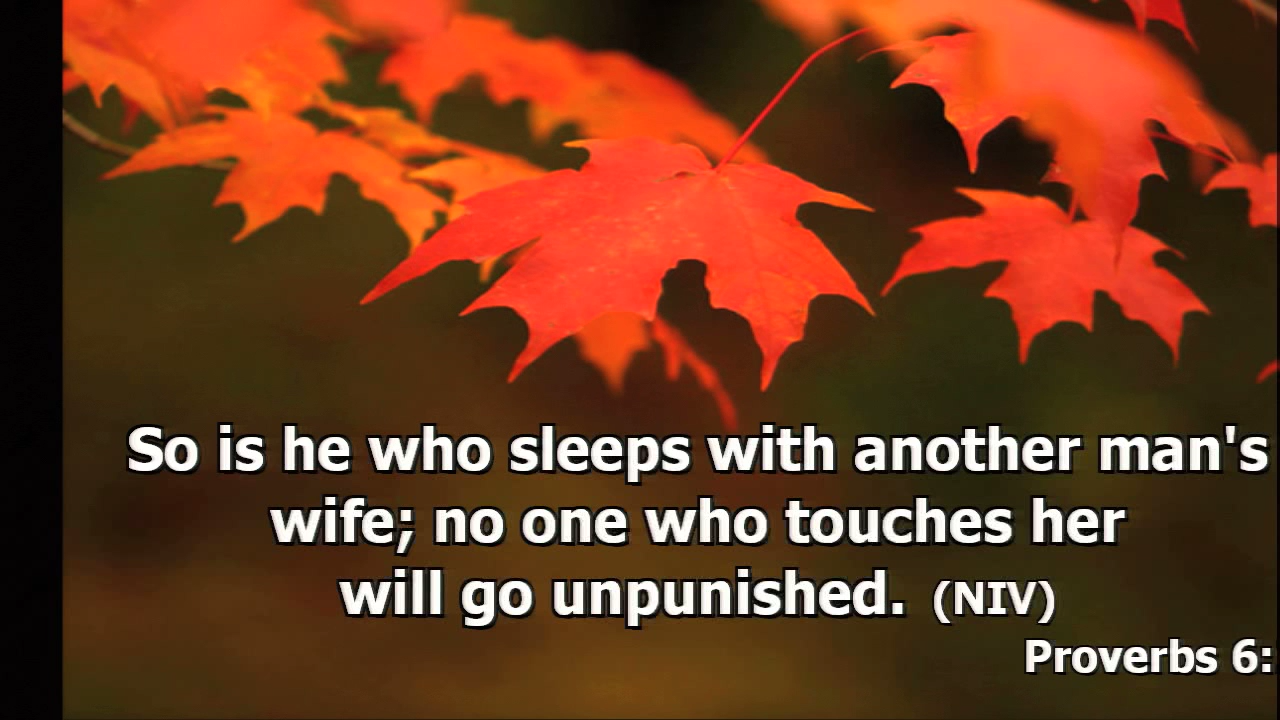 So is he who sleeps with another man's
wife; no one who touches her
will go unpunished. (NIV)
Proverbs 6: